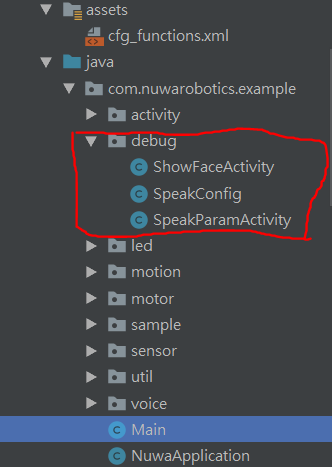 assets
cfg_functions.xml
java
com.nuwarobotics.example
activity
debug
ShowFaceActivity
SpeakConfig
SpeakParamActivity
led
motion
motor
sample
sensor
util
voice
Main
NuwaApplication